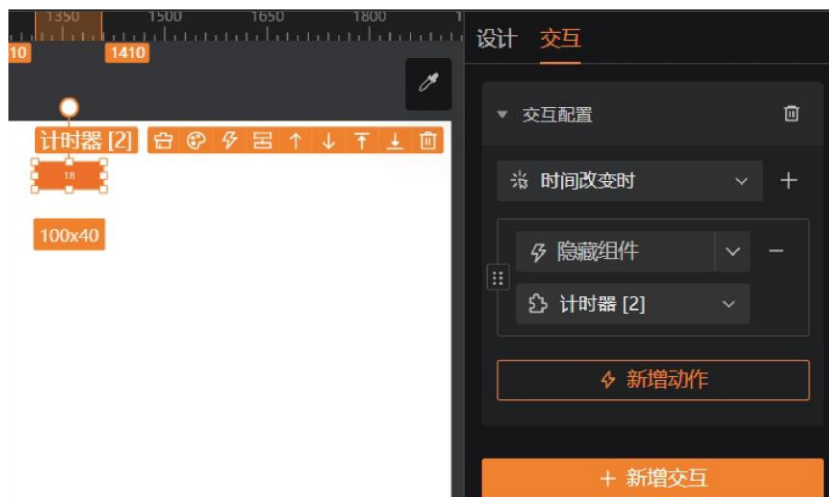 1350 1500 1650 1800 1
10 1410
设计 交互
交互配置
计时器 [2]
18
时间改变时
100x40
隐藏组件
计时器 [2]
新增动作
+ 新增交互